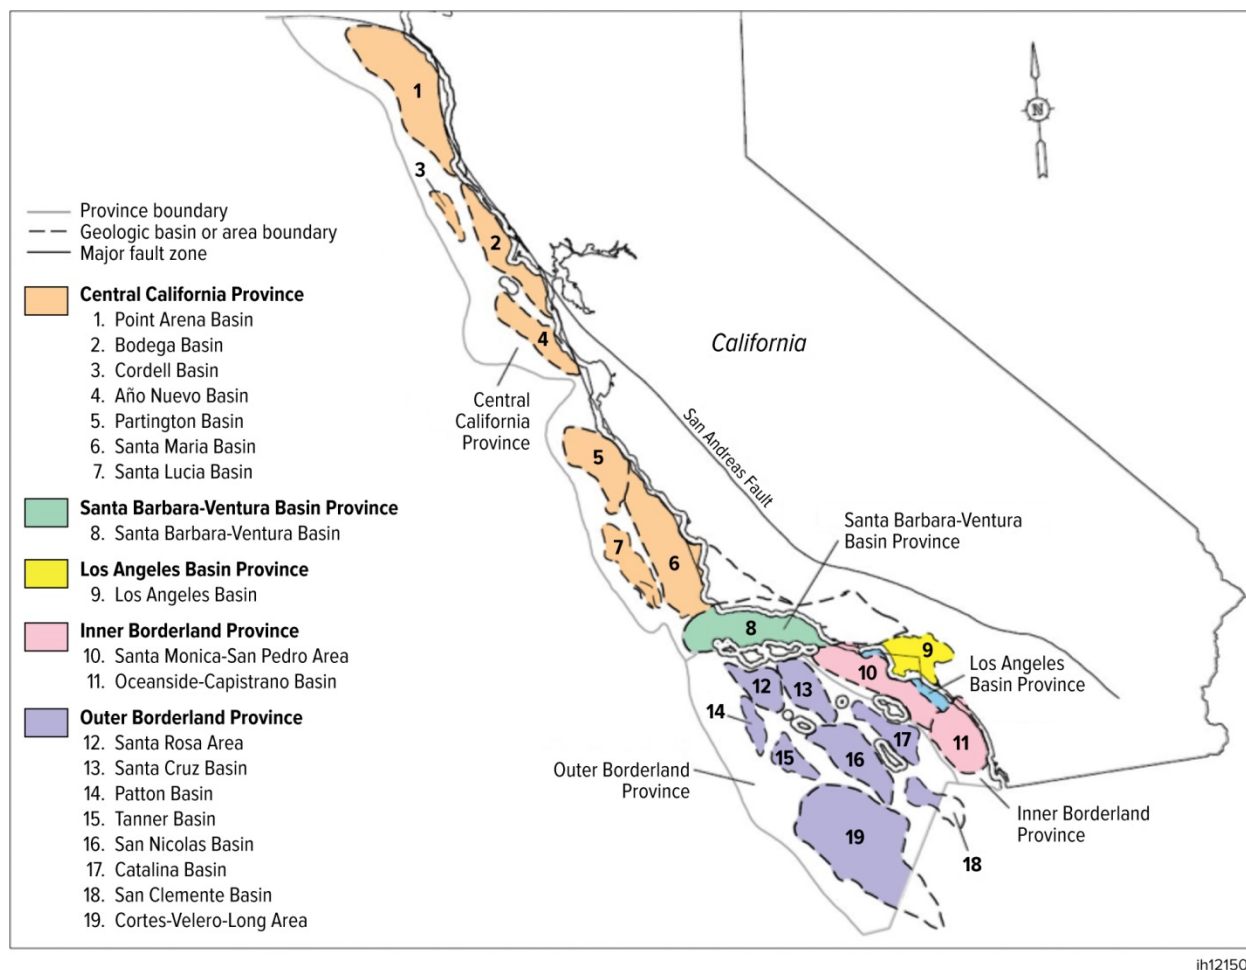 N
1
3
Province boundary
Geologic basin or area boundary
Major fault zone
2
Central California Province
1. Point Arena Basin
2. Bodega Basin
3. Cordell Basin
4. Año Nuevo Basin
5. Partington Basin
6. Santa Maria Basin
7. Santa Lucia Basin
4
California
Central
California
Province
San Andreas Fault
5
Santa Barbara-Ventura Basin Province
8. Santa Barbara-Ventura Basin
Santa Barbara-Ventura
Basin Province
7
6
Los Angeles Basin Province
9. Los Angeles Basin
8
9
Inner Borderland Province
10. Santa Monica-San Pedro Area
11. Oceanside-Capistrano Basin
10
Los Angeles
Basin Province
12
13
14
Outer Borderland Province
12. Santa Rosa Area
13. Santa Cruz Basin
14. Patton Basin
15. Tanner Basin
16. San Nicolas Basin
17. Catalina Basin
18. San Clemente Basin
19. Cortes-Velero-Long Area
17
11
15
16
Outer Borderland
Province
Inner Borderland
Province
19
18
ih12150